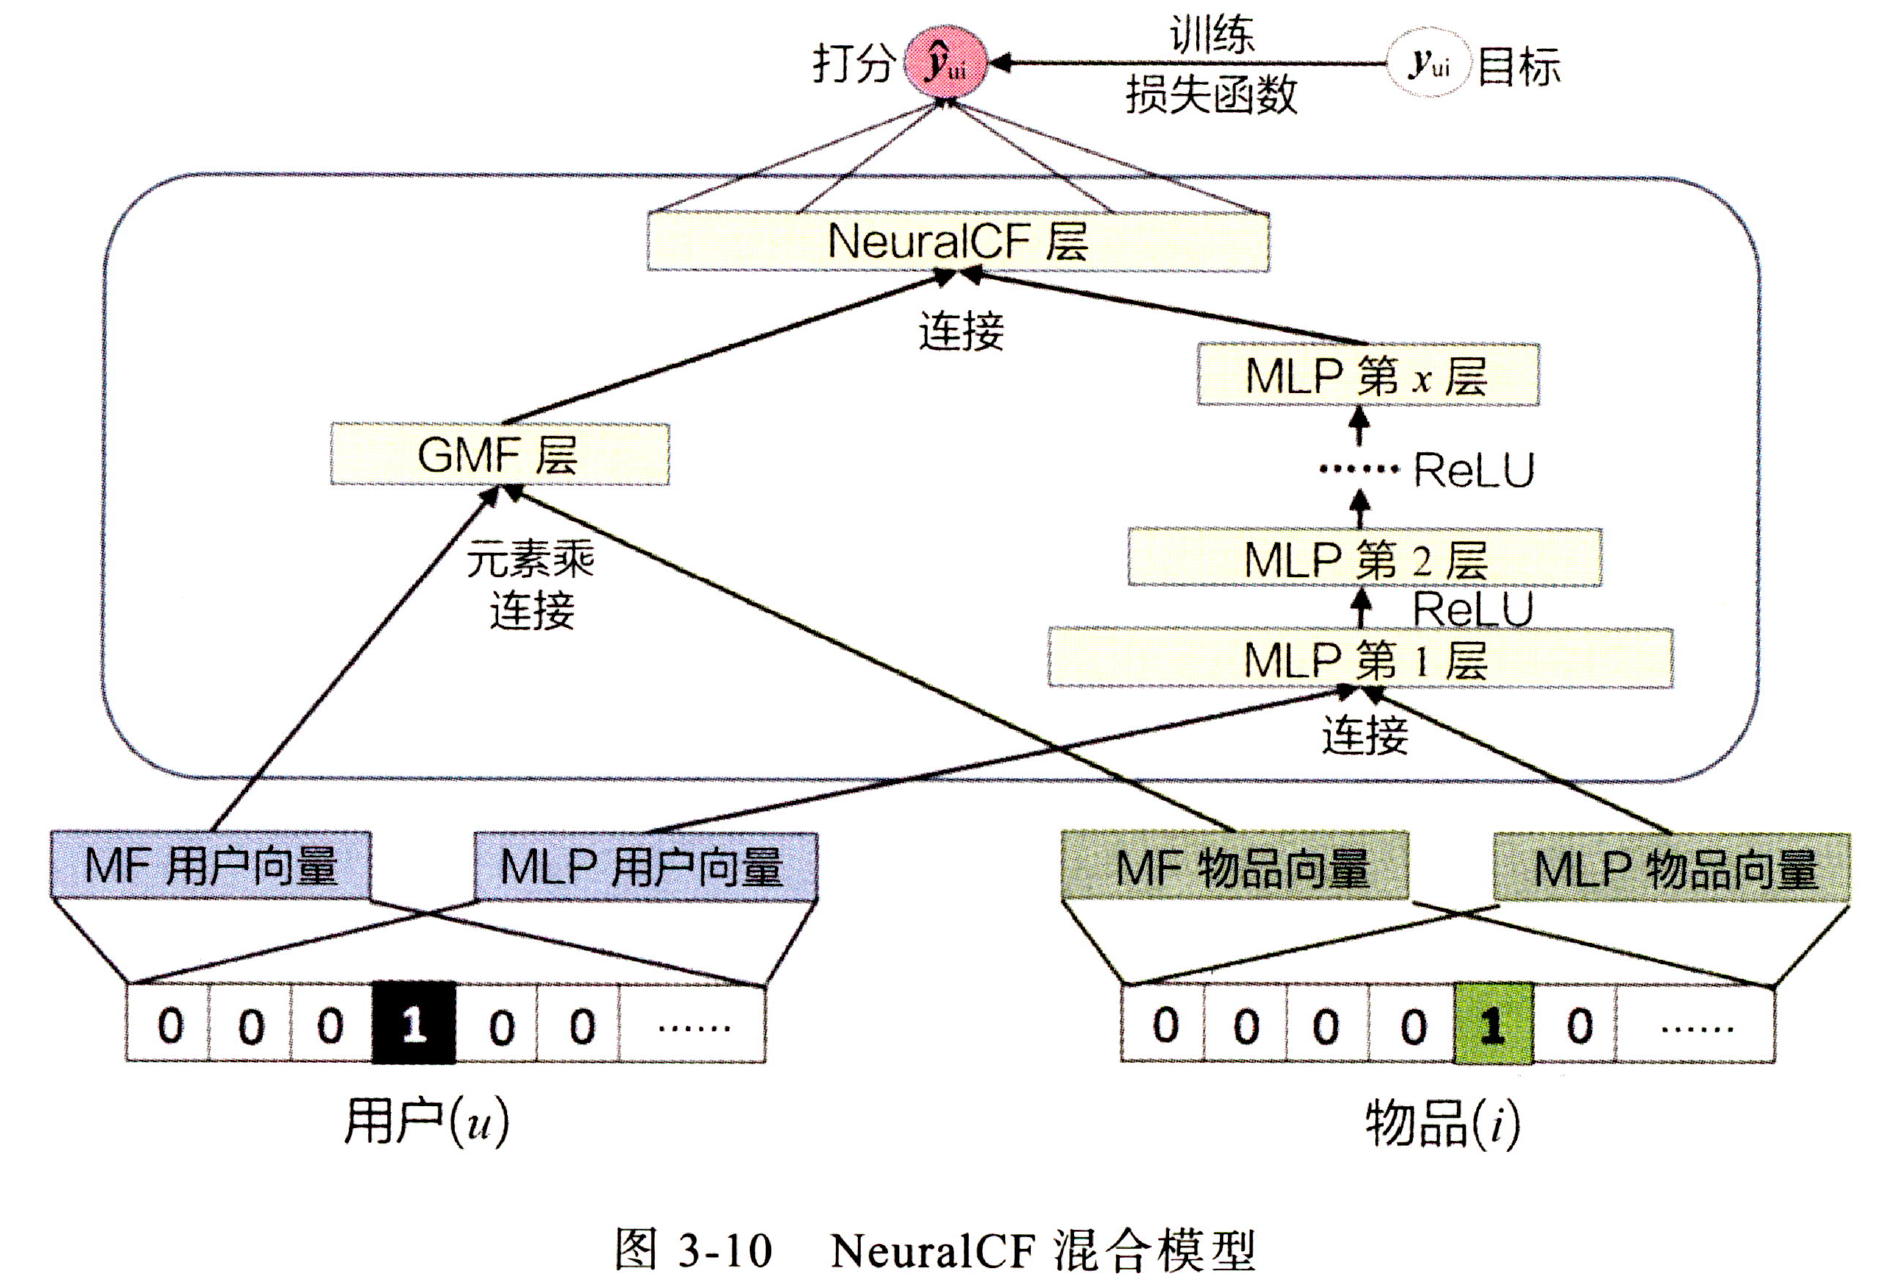 训练
打分 ŷui yui 目标
损失函数
NeuralCF 层
连接
MLP 第 x 层
GMF 层
…… ReLU
元素乘
连接
MLP 第 2 层
ReLU
MLP 第 1 层
连接
MF 用户向量 MLP 用户向量 MF 物品向量 MLP 物品向量
0 0 0 1 0 0 …… 0 0 0 0 1 0 ……
用户(u) 物品(i)
图 3-10 NeuralCF 混合模型